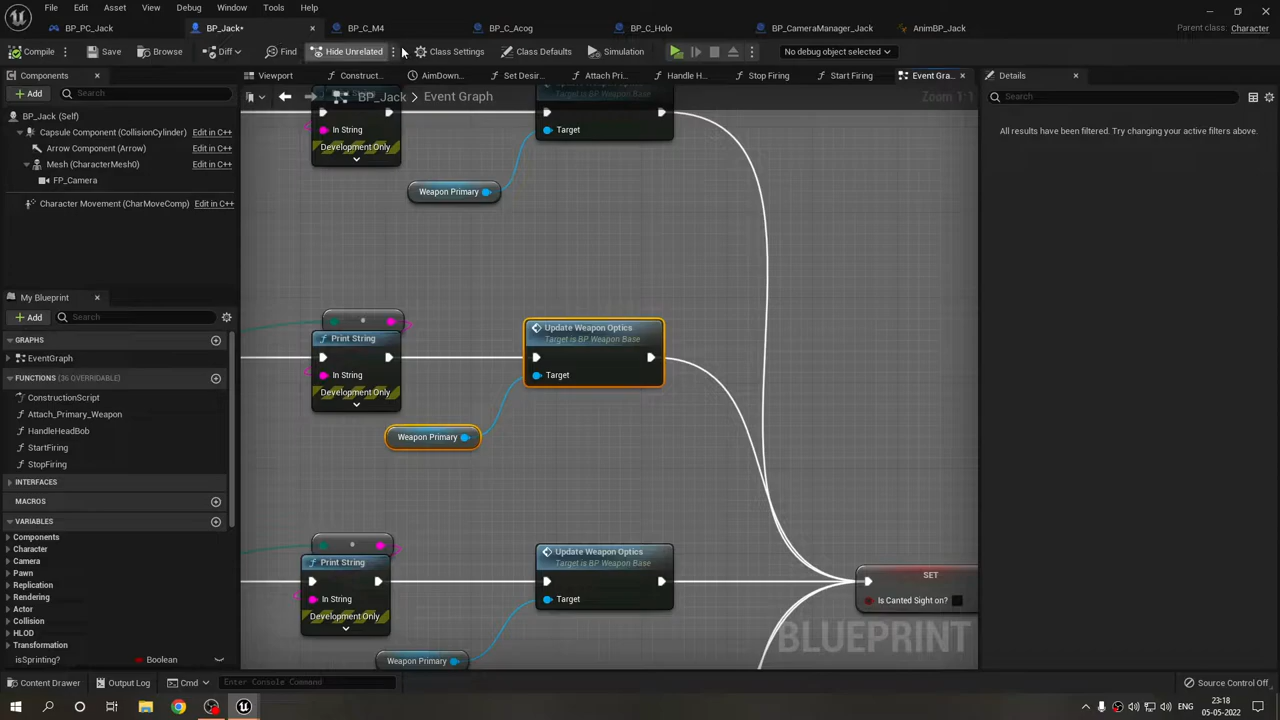 File Edit Asset View Debug Window Tools Help
Parent class: Character
BP_PC_Jack BP_Jack* BP_C_M4 BP_C_Acog BP_C_Holo BP_CameraManager_Jack AnimBP_Jack
Compile Save Browse Diff Find Hide Unrelated Class Settings Class Defaults Simulation No debug object selected
Components Viewport Construct... AimDown... Set Desir... Attach Pri... Handle H... Stop Firing Start Firing Event Gra... Details
Add Search
BP_Jack > Event Graph
Zoom 1:1
Search
BP_Jack (Self)
Capsule Component (CollisionCylinder) Edit in C++
Arrow Component (Arrow) Edit in C++
Mesh (CharacterMesh0) Edit in C++
FP_Camera
Character Movement (CharMoveComp) Edit in C++
All results have been filtered. Try changing your active filters above.
Target is BP Weapon Base
In String
Target
Development Only
Weapon Primary
My Blueprint
Add Search
GRAPHS
EventGraph
FUNCTIONS (36 OVERRIDABLE)
ConstructionScript
Attach_Primary_Weapon
HandleHeadBob
StartFiring
StopFiring
INTERFACES
MACROS
VARIABLES
Components
Character
Camera
Pawn
Replication
Rendering
Actor
Collision
HLOD
Transformation
isSprinting? Boolean
Print String
In String
Development Only
Update Weapon Optics
Target is BP Weapon Base
Target
Weapon Primary
Print String
In String
Development Only
Update Weapon Optics
Target is BP Weapon Base
Target
Weapon Primary
SET
Is Canted Sight on?
BLUEPRINT
Content Drawer Output Log Cmd Enter Console Command Source Control Off
23:18
05-05-2022